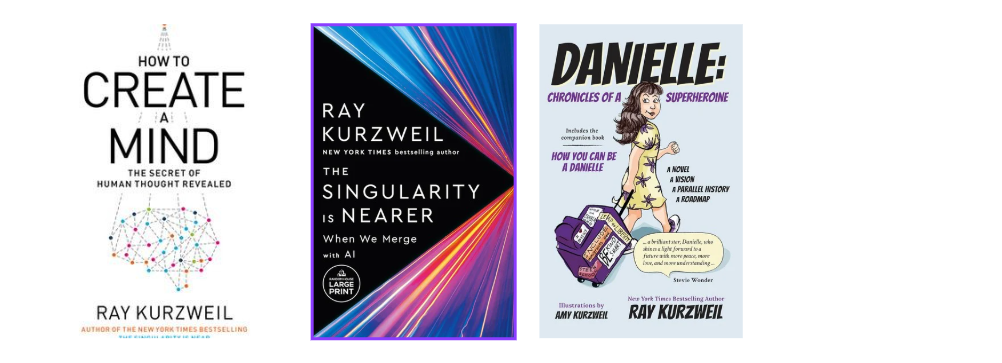 HOW TO
CREATE
A
MIND
THE SECRET OF
HUMAN THOUGHT REVEALED
RAY KURZWEIL
AUTHOR OF THE NEW YORK TIMES BESTSELLING
THE SINGULARITY IS NEAR
RAY
KURZWEIL
NEW YORK TIMES bestselling author
THE
SINGULARITY
IS NEARER
When We Merge
with AI
RANDOM HOUSE
LARGE
PRINT
DANIELLE:
CHRONICLES OF A SUPERHEROINE
Includes the
companion book
HOW YOU CAN BE
A DANIELLE
A NOVEL
A VISION
A PARALLEL HISTORY
A ROADMAP
...a brilliant star, Danielle, who
shines a light forward to a
future with more peace, more
love, and more understanding...
Stevie Wonder
Illustrations by
AMY KURZWEIL
New York Times Bestselling Author
RAY KURZWEIL